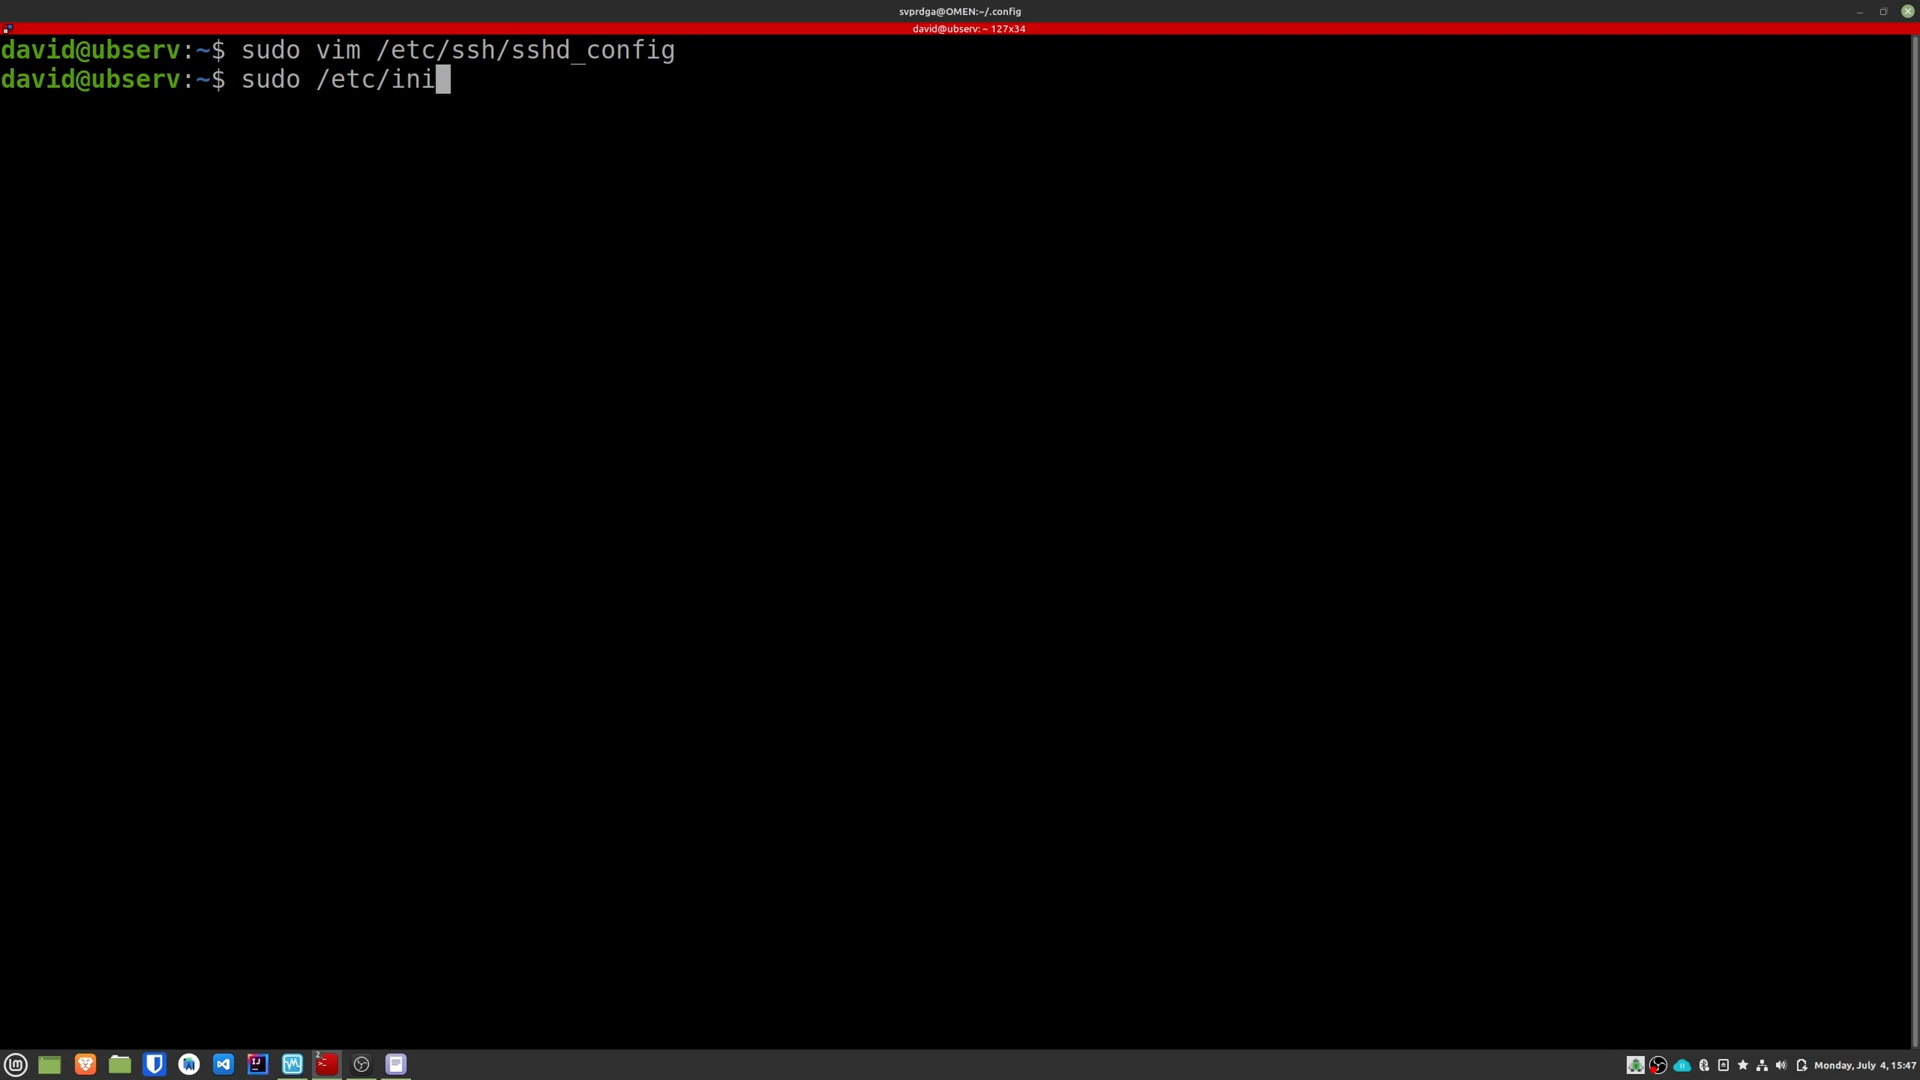 svprdga@OMEN:~/.config
david@ubserv: ~ 127x34
david@ubserv:~$ sudo vim /etc/ssh/sshd_config
david@ubserv:~$ sudo /etc/ini
2
Monday, July 4, 15:47